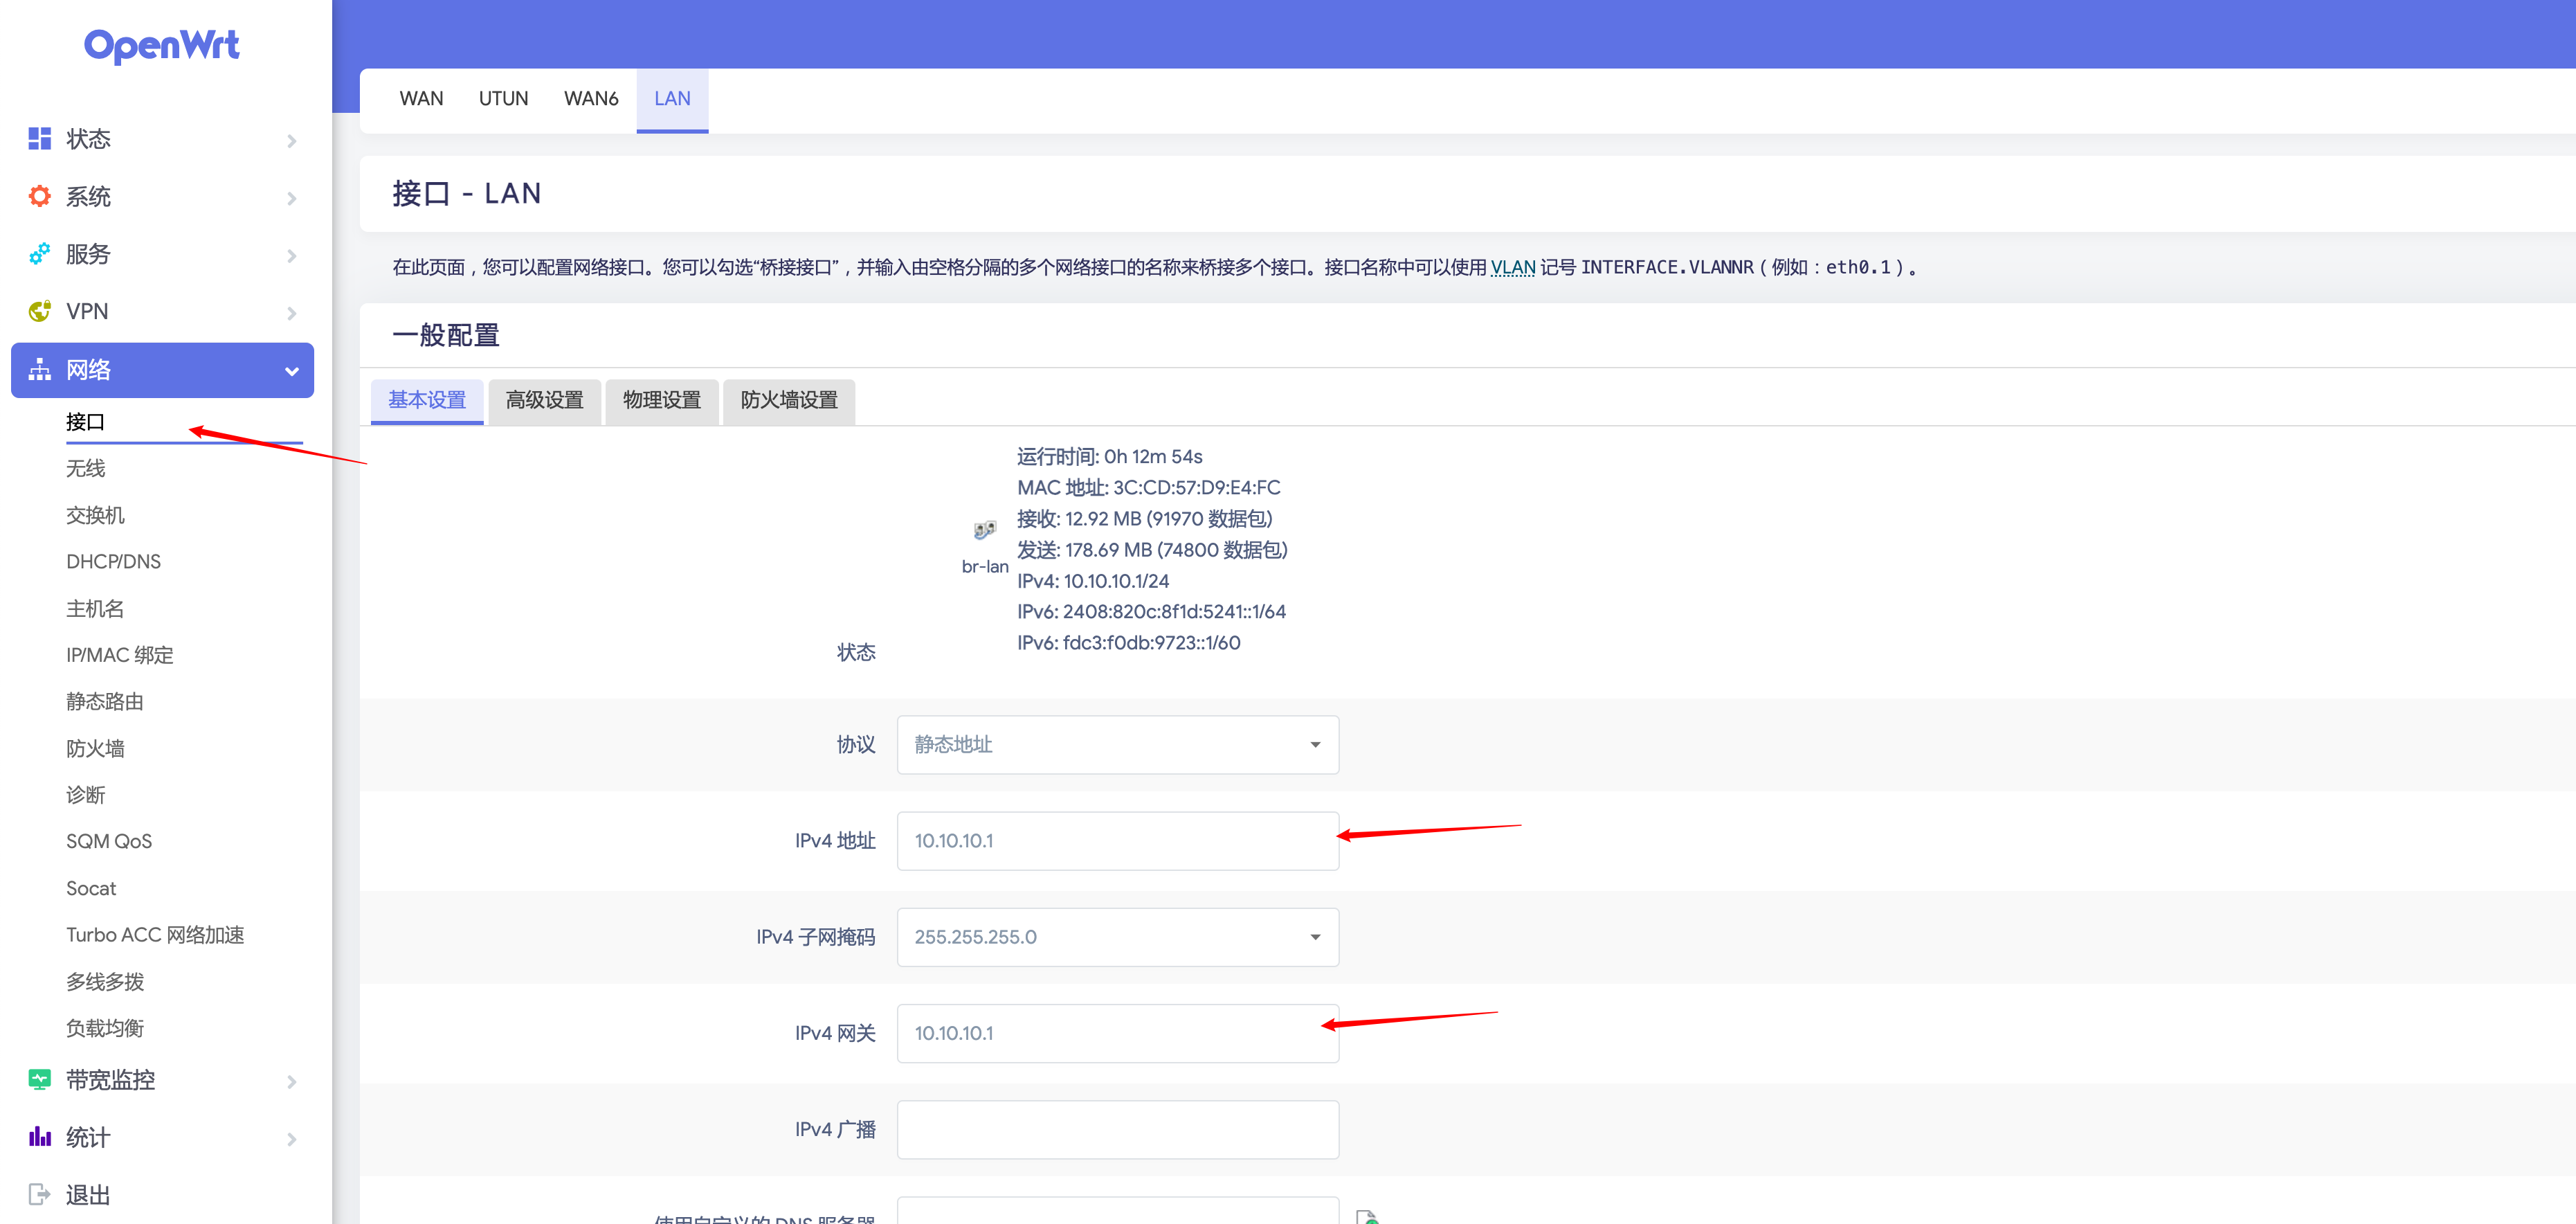 OpenWrt
状态
系统
服务
VPN
网络
接口
无线
交换机
DHCP/DNS
主机名
IP/MAC 绑定
静态路由
防火墙
诊断
SQM QoS
Socat
Turbo ACC 网络加速
多线多拨
负载均衡
带宽监控
统计
退出
WAN UTUN WAN6 LAN
接口 - LAN
在此页面，您可以配置网络接口。您可以勾选“桥接接口”，并输入由空格分隔的多个网络接口的名称来桥接多个接口。接口名称中可以使用 VLAN 记号 INTERFACE.VLANNR（例如：eth0.1）。
一般配置
基本设置 高级设置 物理设置 防火墙设置
状态
br-lan
运行时间: 0h 12m 54s
MAC 地址: 3C:CD:57:D9:E4:FC
接收: 12.92 MB (91970 数据包)
发送: 178.69 MB (74800 数据包)
IPv4: 10.10.10.1/24
IPv6: 2408:820c:8f1d:5241::1/64
IPv6: fdc3:f0db:9723::1/60
协议 静态地址
IPv4 地址 10.10.10.1
IPv4 子网掩码 255.255.255.0
IPv4 网关 10.10.10.1
IPv4 广播
使用自定义的 DNS 服务器